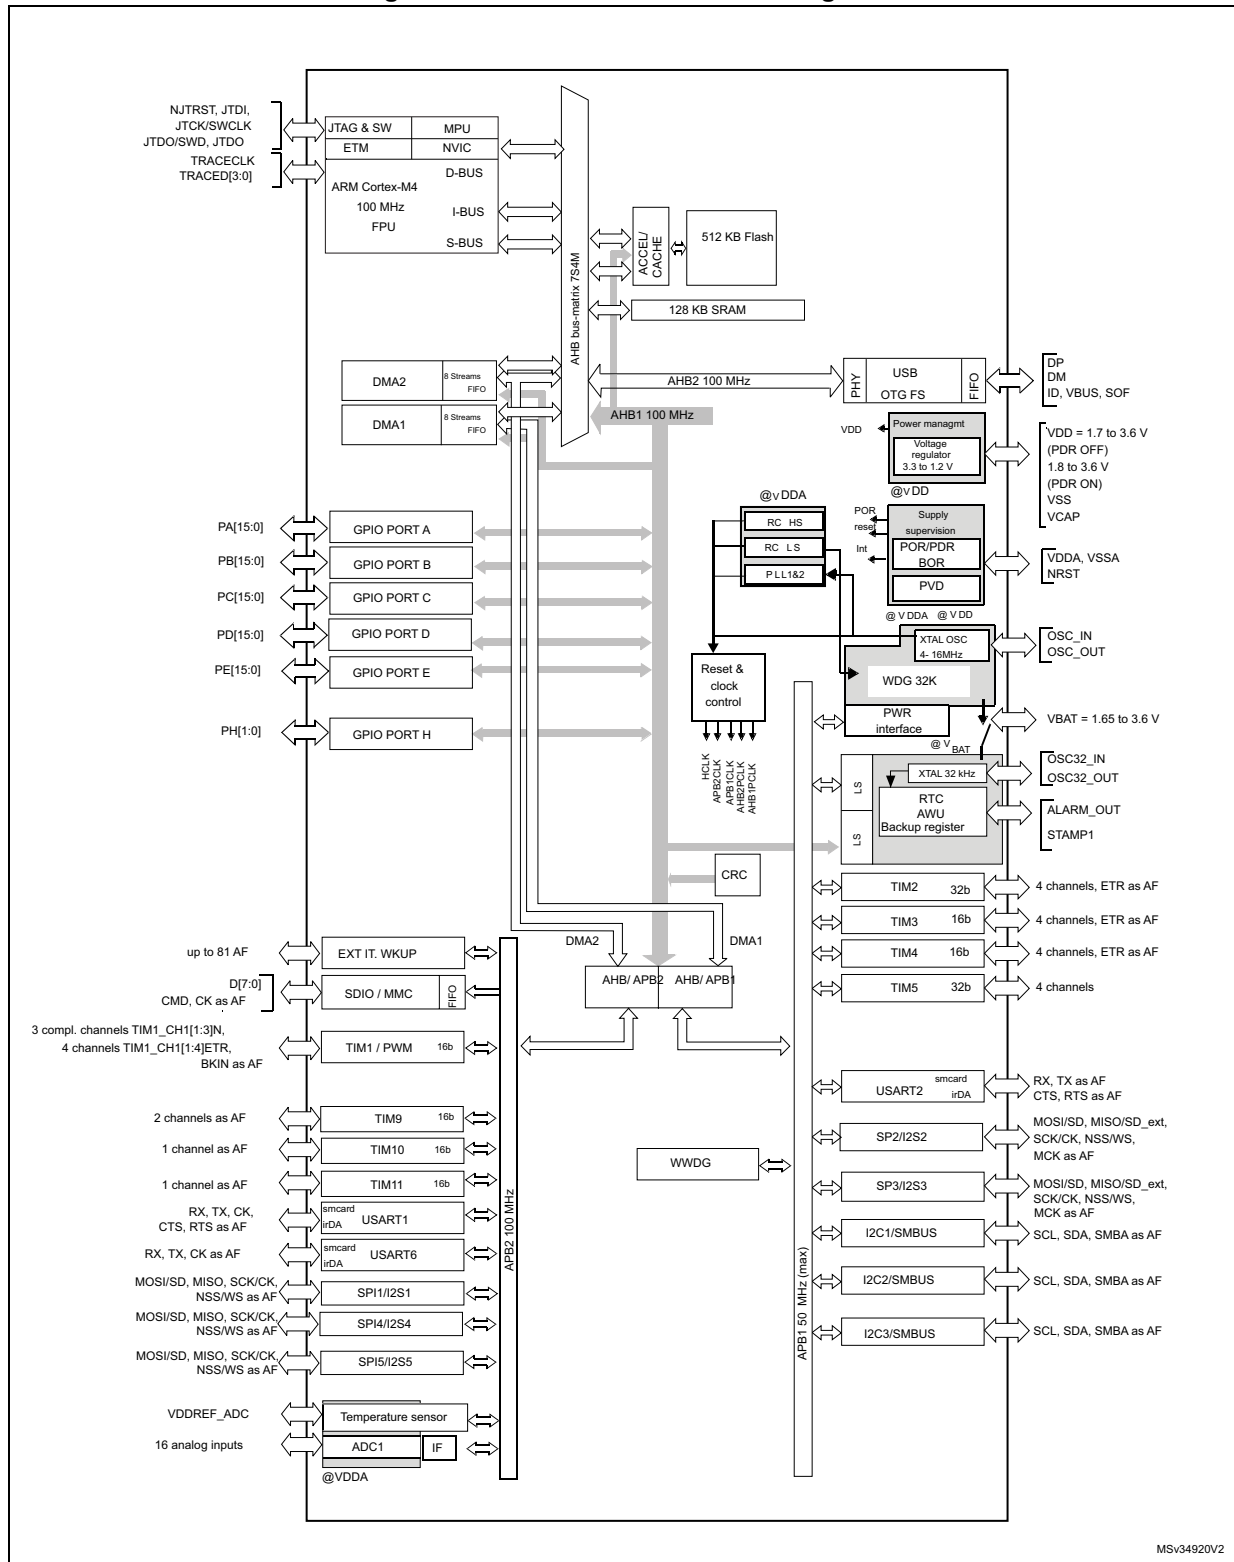 NJTRST, JTDI,
JTCK/SWCLK
JTDO/SWD, JTDO
TRACECLK
TRACED[3:0]
JTAG & SW
MPU
ETM
NVIC
D-BUS
ARM Cortex-M4
100 MHz
FPU
I-BUS
S-BUS
AHB bus-matrix 7S4M
ACCEL/
CACHE
512 KB Flash
128 KB SRAM
DMA2
8 Streams
FIFO
DMA1
8 Streams
FIFO
AHB2 100 MHz
AHB1 100 MHz
PHY
USB
OTG FS
FIFO
DP
DM
ID, VBUS, SOF
VDD
Power managmt
Voltage
regulator
3.3 to 1.2 V
@VDD
VDD = 1.7 to 3.6 V
(PDR OFF)
1.8 to 3.6 V
(PDR ON)
VSS
VCAP
@VDDA
RC HS
RC LS
PLL1&2
POR
reset
Int
Supply
supervision
POR/PDR
BOR
PVD
VDDA, VSSA
NRST
@VDDA @VDD
PA[15:0]
GPIO PORT A
PB[15:0]
GPIO PORT B
PC[15:0]
GPIO PORT C
PD[15:0]
GPIO PORT D
PE[15:0]
GPIO PORT E
PH[1:0]
GPIO PORT H
XTAL OSC
4- 16MHz
OSC_IN
OSC_OUT
WDG 32K
Reset &
clock
control
HCLK
APB2CLK
APB1CLK
AHB2PCLK
AHB1PCLK
PWR
interface
VBAT = 1.65 to 3.6 V
@VBAT
LS
LS
XTAL 32 kHz
OSC32_IN
OSC32_OUT
RTC
AWU
Backup register
ALARM_OUT
STAMP1
CRC
TIM2
32b
4 channels, ETR as AF
TIM3
16b
4 channels, ETR as AF
TIM4
16b
4 channels, ETR as AF
TIM5
32b
4 channels
DMA2
DMA1
AHB/ APB2
AHB/ APB1
up to 81 AF
EXT IT. WKUP
D[7:0]
CMD, CK as AF
SDIO / MMC
FIFO
3 compl. channels TIM1_CH1[1:3]N,
4 channels TIM1_CH1[1:4]ETR,
BKIN as AF
TIM1 / PWM
16b
2 channels as AF
TIM9
16b
1 channel as AF
TIM10
16b
1 channel as AF
TIM11
16b
RX, TX, CK,
CTS, RTS as AF
smcard
irDA
USART1
RX, TX, CK as AF
smcard
irDA
USART6
MOSI/SD, MISO, SCK/CK,
NSS/WS as AF
SPI1/I2S1
MOSI/SD, MISO, SCK/CK,
NSS/WS as AF
SPI4/I2S4
MOSI/SD, MISO, SCK/CK,
NSS/WS as AF
SPI5/I2S5
VDDREF_ADC
Temperature sensor
16 analog inputs
ADC1
IF
@VDDA
APB2 100 MHz
WWDG
APB1 50 MHz (max)
USART2
smcard
irDA
RX, TX as AF
CTS, RTS as AF
SP2/I2S2
MOSI/SD, MISO/SD_ext,
SCK/CK, NSS/WS,
MCK as AF
SP3/I2S3
MOSI/SD, MISO/SD_ext,
SCK/CK, NSS/WS,
MCK as AF
I2C1/SMBUS
SCL, SDA, SMBA as AF
I2C2/SMBUS
SCL, SDA, SMBA as AF
I2C3/SMBUS
SCL, SDA, SMBA as AF
MSv34920V2